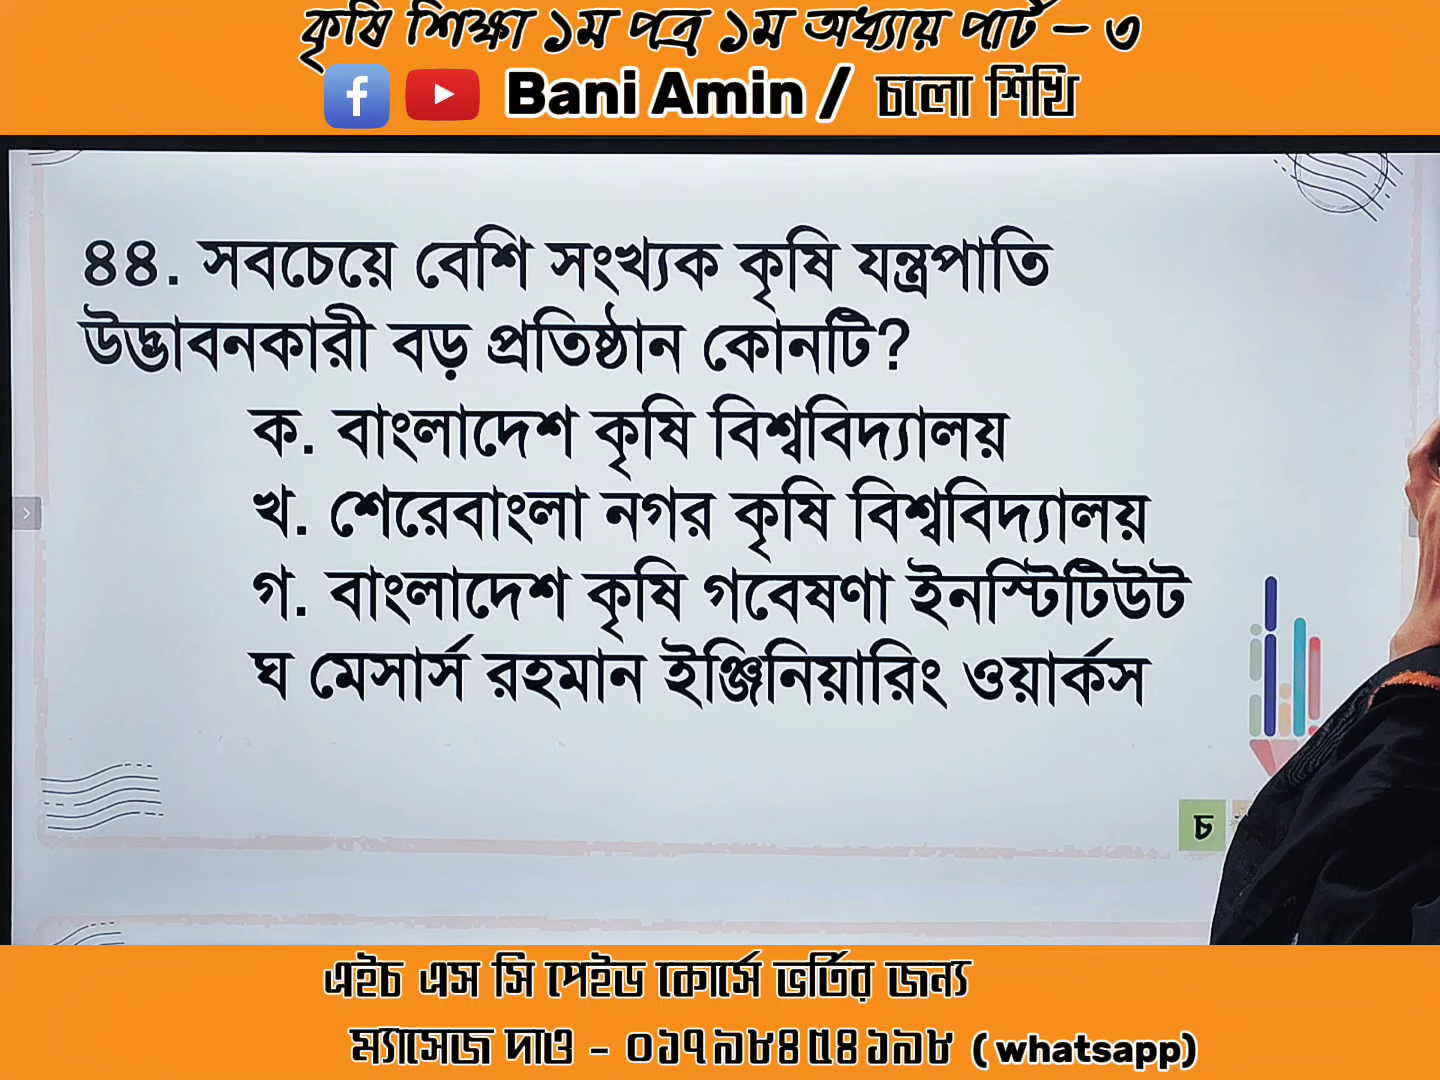 কৃষি শিক্ষা ১ম পত্র ১ম অধ্যায় পার্ট – ৩
Bani Amin / চলো শিখি
৪৪. সবচেয়ে বেশি সংখ্যক কৃষি যন্ত্রপাতি
উদ্ভাবনকারী বড় প্রতিষ্ঠান কোনটি?
ক. বাংলাদেশ কৃষি বিশ্ববিদ্যালয়
খ. শেরেবাংলা নগর কৃষি বিশ্ববিদ্যালয়
গ. বাংলাদেশ কৃষি গবেষণা ইনস্টিটিউট
ঘ মেসার্স রহমান ইঞ্জিনিয়ারিং ওয়ার্কস
চ
এইচ এস সি পেইড কোর্সে ভর্তির জন্য
ম্যাসেজ দাও - ০১৭৯৮৪৫৪১৯৮ ( whatsapp)